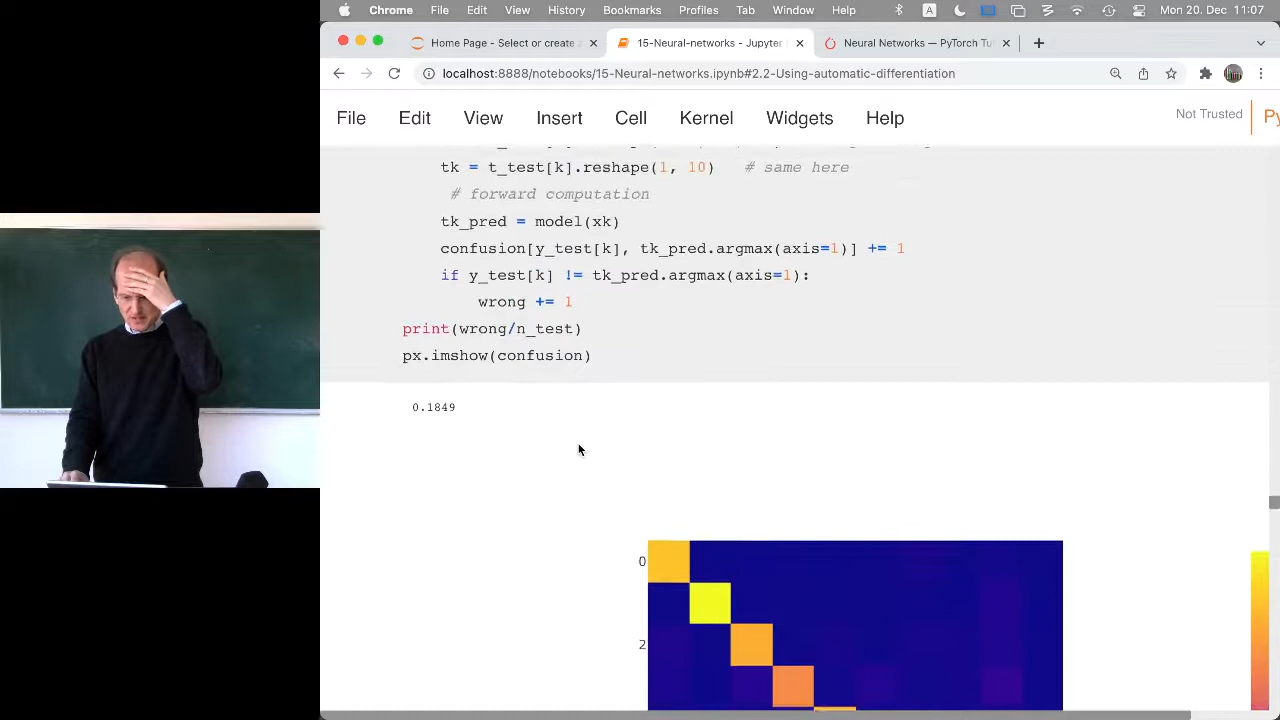 Chrome File Edit View History Bookmarks Profiles Tab Window Help A Mon 20. Dec 11:07
Home Page - Select or create a × 15-Neural-networks - Jupyter × Neural Networks — PyTorch Tut ×
localhost:8888/notebooks/15-Neural-networks.ipynb#2.2-Using-automatic-differentiation
File Edit View Insert Cell Kernel Widgets Help Not Trusted Py
tk = t_test[k].reshape(1, 10) # same here
# forward computation
tk_pred = model(xk)
confusion[y_test[k], tk_pred.argmax(axis=1)] += 1
if y_test[k] != tk_pred.argmax(axis=1):
wrong += 1
print(wrong/n_test)
px.imshow(confusion)
0.1849
0
2